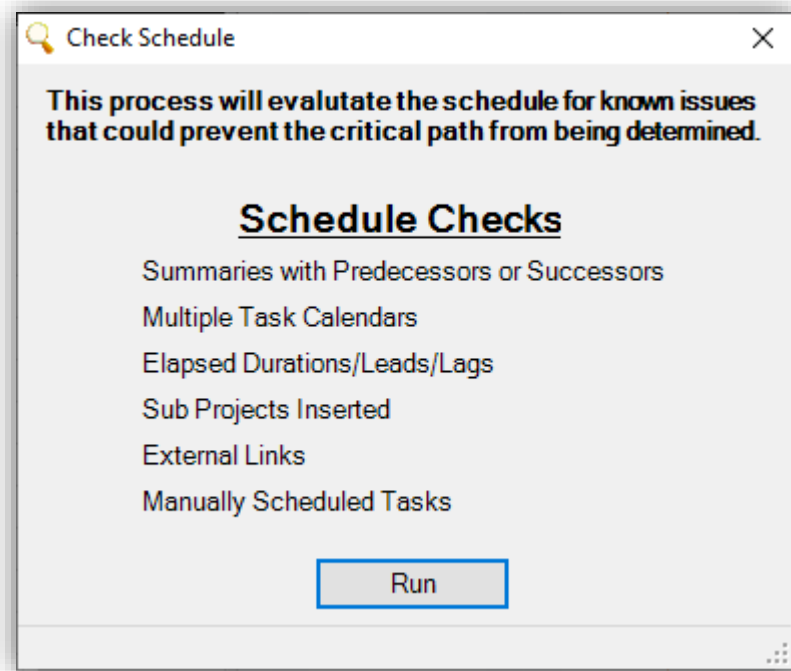 Check Schedule
This process will evalutate the schedule for known issues
that could prevent the critical path from being determined.
Schedule Checks
Summaries with Predecessors or Successors
Multiple Task Calendars
Elapsed Durations/Leads/Lags
Sub Projects Inserted
External Links
Manually Scheduled Tasks
Run